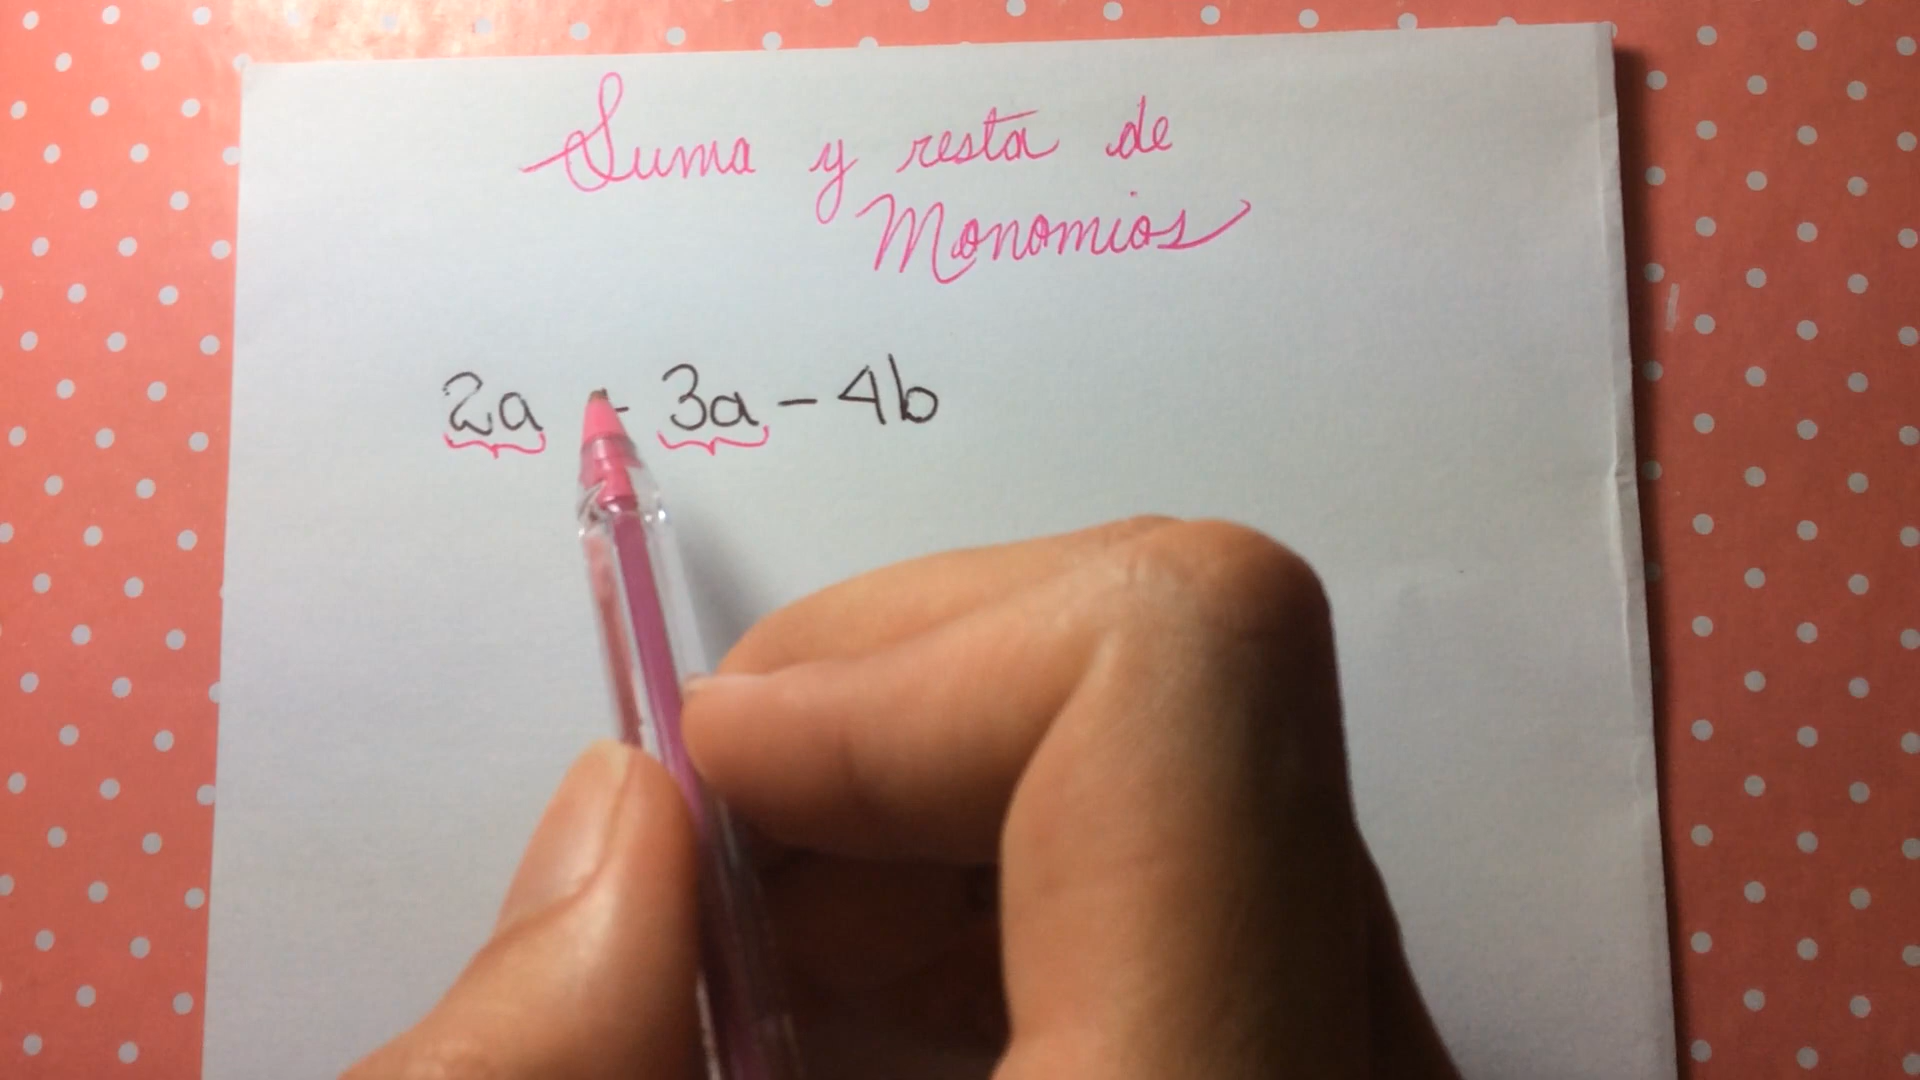 Suma y resta de
Monomios
2a - 3a - 4b